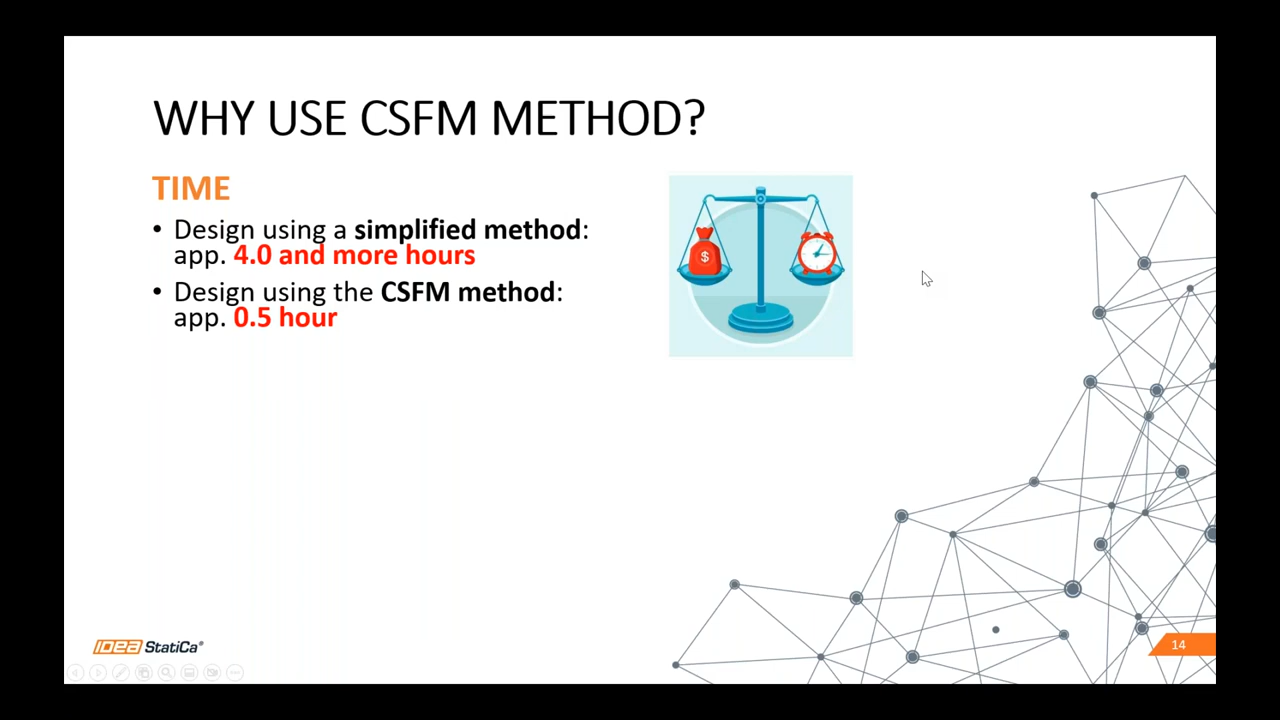 WHY USE CSFM METHOD?
TIME
• Design using a simplified method:
app. 4.0 and more hours
• Design using the CSFM method:
app. 0.5 hour
$
IDEA StatiCa®
14